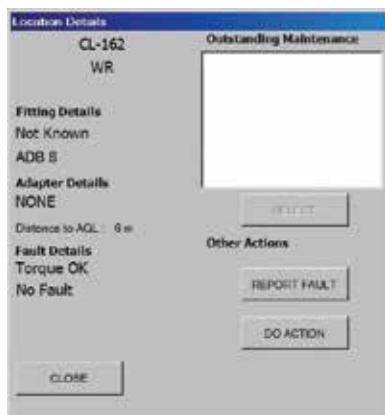 Location Details
CL-162
WR
Fitting Details
Not Known
ADB 8
Adapter Details
NONE
Distance to AGL : 6 m
Fault Details
Torque OK
No Fault
CLOSE
Outstanding Maintenance
SELECT
Other Actions
REPORT FAULT
DO ACTION